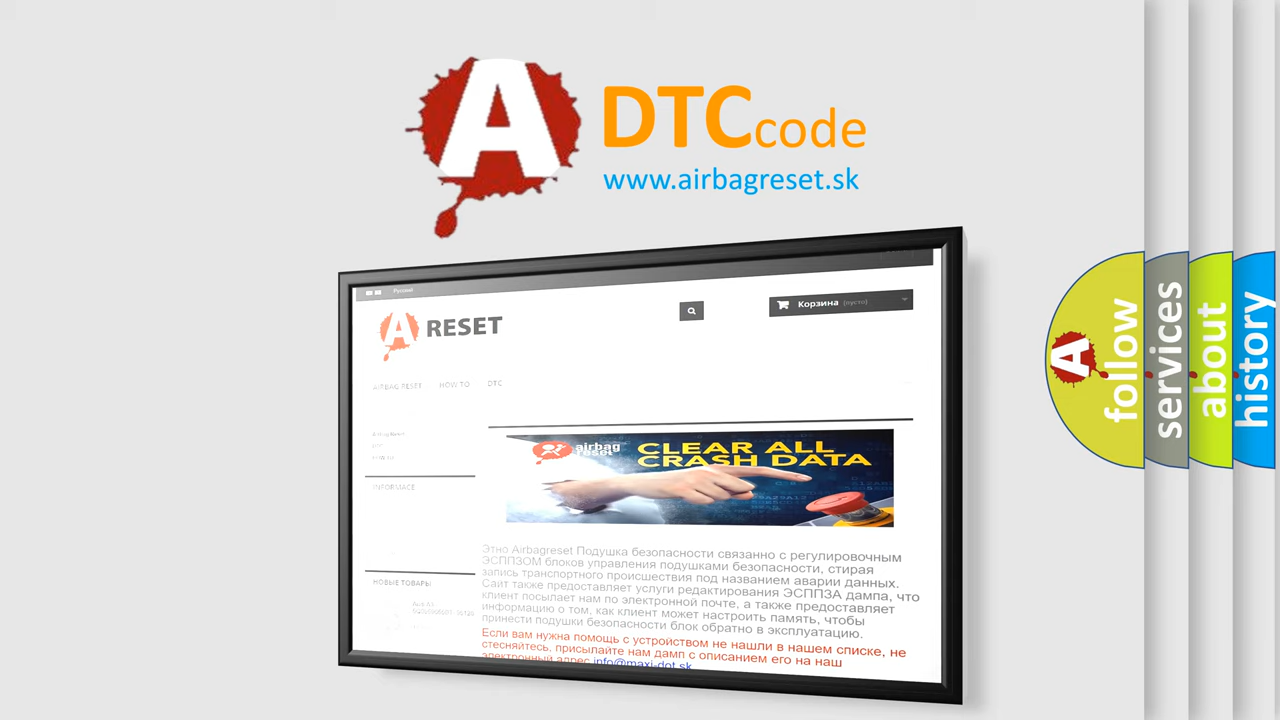 A
DTC code
www.airbagreset.sk
Русский
A RESET
Корзина (пусто)
AIRBAG RESET HOW TO DTC
INFORMACE
НОВЫЕ ТОВАРЫ
airbag
reset
CLEAR ALL
CRASH DATA
Этно Airbagreset Подушка безопасности связанно с регулировочным
ЭСППЗОМ блоков управления подушками безопасности, стирая
запись транспортного происшествия под названием аварии данных.
Сайт также предоставляет услуги редактирования ЭСППЗА дампа, что
клиент посылает нам по электронной почте, а также предоставляет
информацию о том, как клиент может настроить память, чтобы
принести подушки безопасности блок обратно в эксплуатацию.
Если вам нужна помощь с устройством не нашли в нашем списке, не
стесняйтесь, присылайте нам дамп с описанием его на наш
электронный адрес info@maxi-dot.sk
A
follow
services
about
history